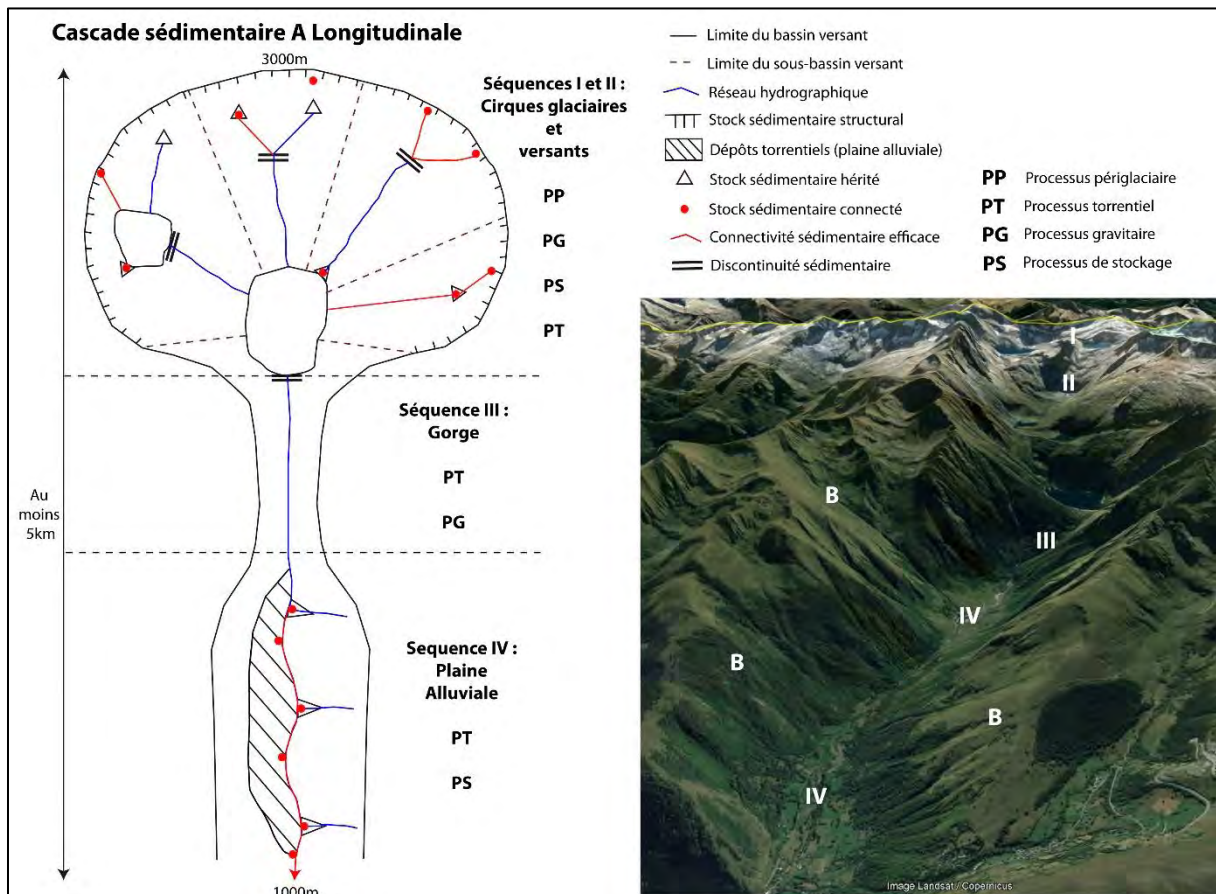 Cascade sédimentaire A Longitudinale
3000m
Séquences I et II :
Cirques glaciaires
et
versants
PP
PG
PS
PT
Séquence III :
Gorge
PT
PG
Au
moins
5km
Sequence IV :
Plaine
Alluviale
PT
PS
1000m
Limite du bassin versant
Limite du sous-bassin versant
Réseau hydrographique
Stock sédimentaire structural
Dépôts torrentiels (plaine alluviale)
Stock sédimentaire hérité
Stock sédimentaire connecté
Connectivité sédimentaire efficace
Discontinuité sédimentaire
PP Processus périglaciaire
PT Processus torrentiel
PG Processus gravitaire
PS Processus de stockage
I
II
B
III
IV
B
B
IV
Image Landsat / Copernicus